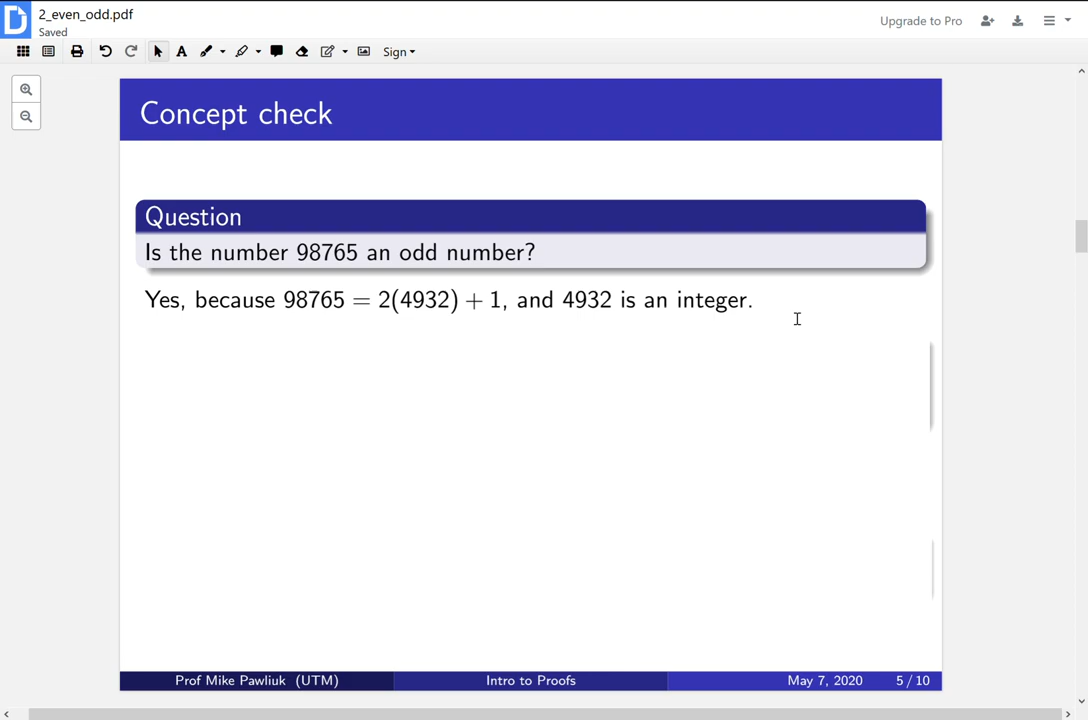 2_even_odd.pdf
Saved
Upgrade to Pro
A
Sign
Concept check
Question
Is the number 98765 an odd number?
Yes, because 98765 = 2(4932) + 1, and 4932 is an integer.
Prof Mike Pawliuk (UTM) Intro to Proofs May 7, 2020 5 / 10